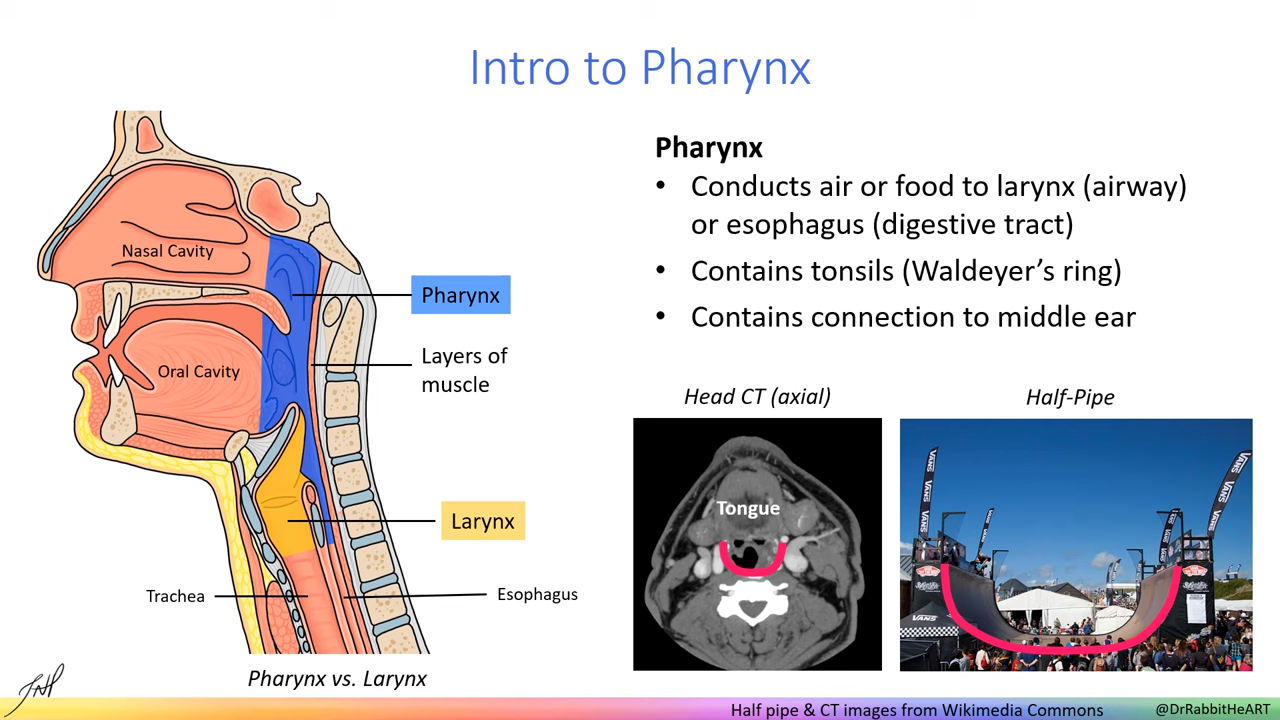 Intro to Pharynx
Nasal Cavity
Oral Cavity
Pharynx
Layers of
muscle
Larynx
Trachea
Esophagus
Pharynx vs. Larynx
Pharynx
• Conducts air or food to larynx (airway)
or esophagus (digestive tract)
• Contains tonsils (Waldeyer’s ring)
• Contains connection to middle ear
Head CT (axial)
Tongue
Half-Pipe
VANS
VANS
VANS
Half pipe & CT images from Wikimedia Commons
@DrRabbitHeART